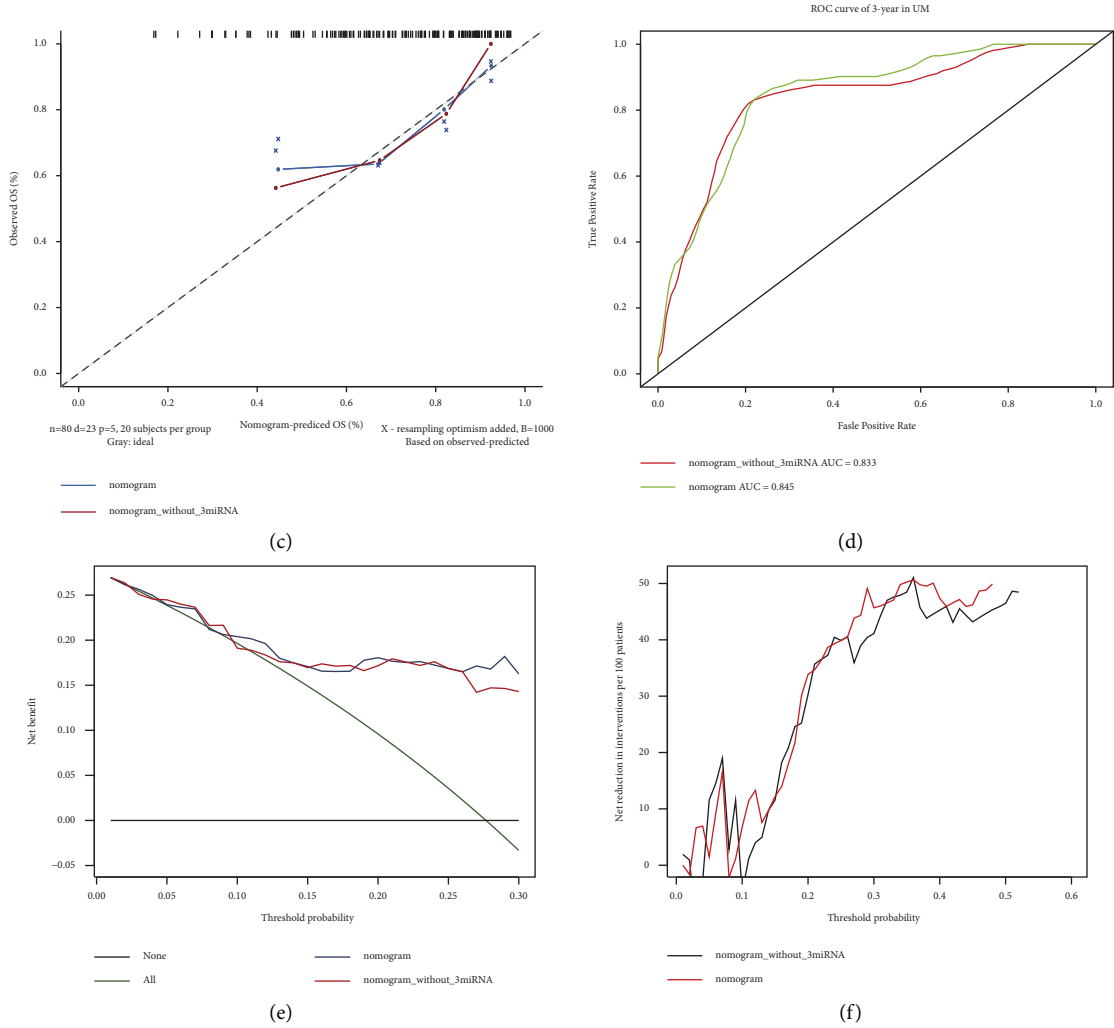 1.0
0.8
0.6
0.4
0.2
0.0
Observed OS (%)
0.0 0.2 0.4 0.6 0.8 1.0
n=80 d=23 p=5, 20 subjects per group
Gray: ideal
Nomogram-prediced OS (%)
X - resampling optimism added, B=1000
Based on observed-predicted
nomogram
nomogram_without_3miRNA
(c)
ROC curve of 3-year in UM
1.0
0.8
0.6
0.4
0.2
0.0
True Positive Rate
0.0 0.2 0.4 0.6 0.8 1.0
Fasle Positive Rate
nomogram_without_3miRNA AUC = 0.833
nomogram AUC = 0.845
(d)
0.25
0.20
0.15
0.10
0.05
0.00
−0.05
Net benefit
0.00 0.05 0.10 0.15 0.20 0.25 0.30
Threshold probability
None
All
nomogram
nomogram_without_3miRNA
(e)
50
40
30
20
10
0
Net reduction in interventions per 100 patients
0.0 0.1 0.2 0.3 0.4 0.5 0.6
Threshold probability
nomogram_without_3miRNA
nomogram
(f)